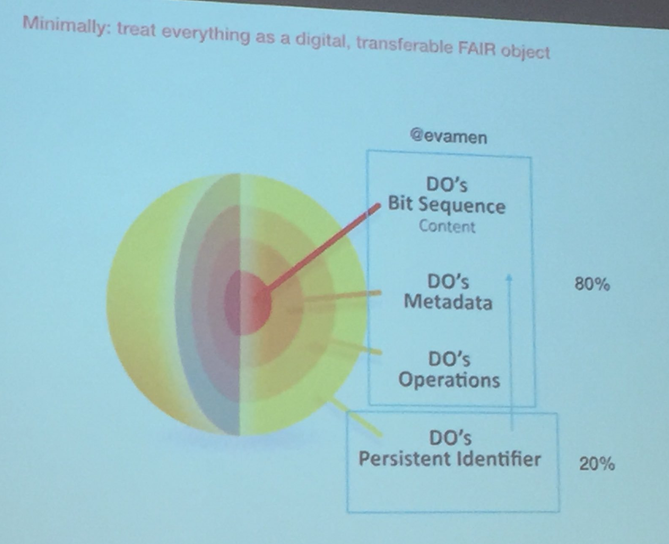 Minimally: treat everything as a digital, transferable FAIR object
@evamen
DO's
Bit Sequence
Content
DO's
Metadata
80%
DO's
Operations
DO's
Persistent Identifier
20%